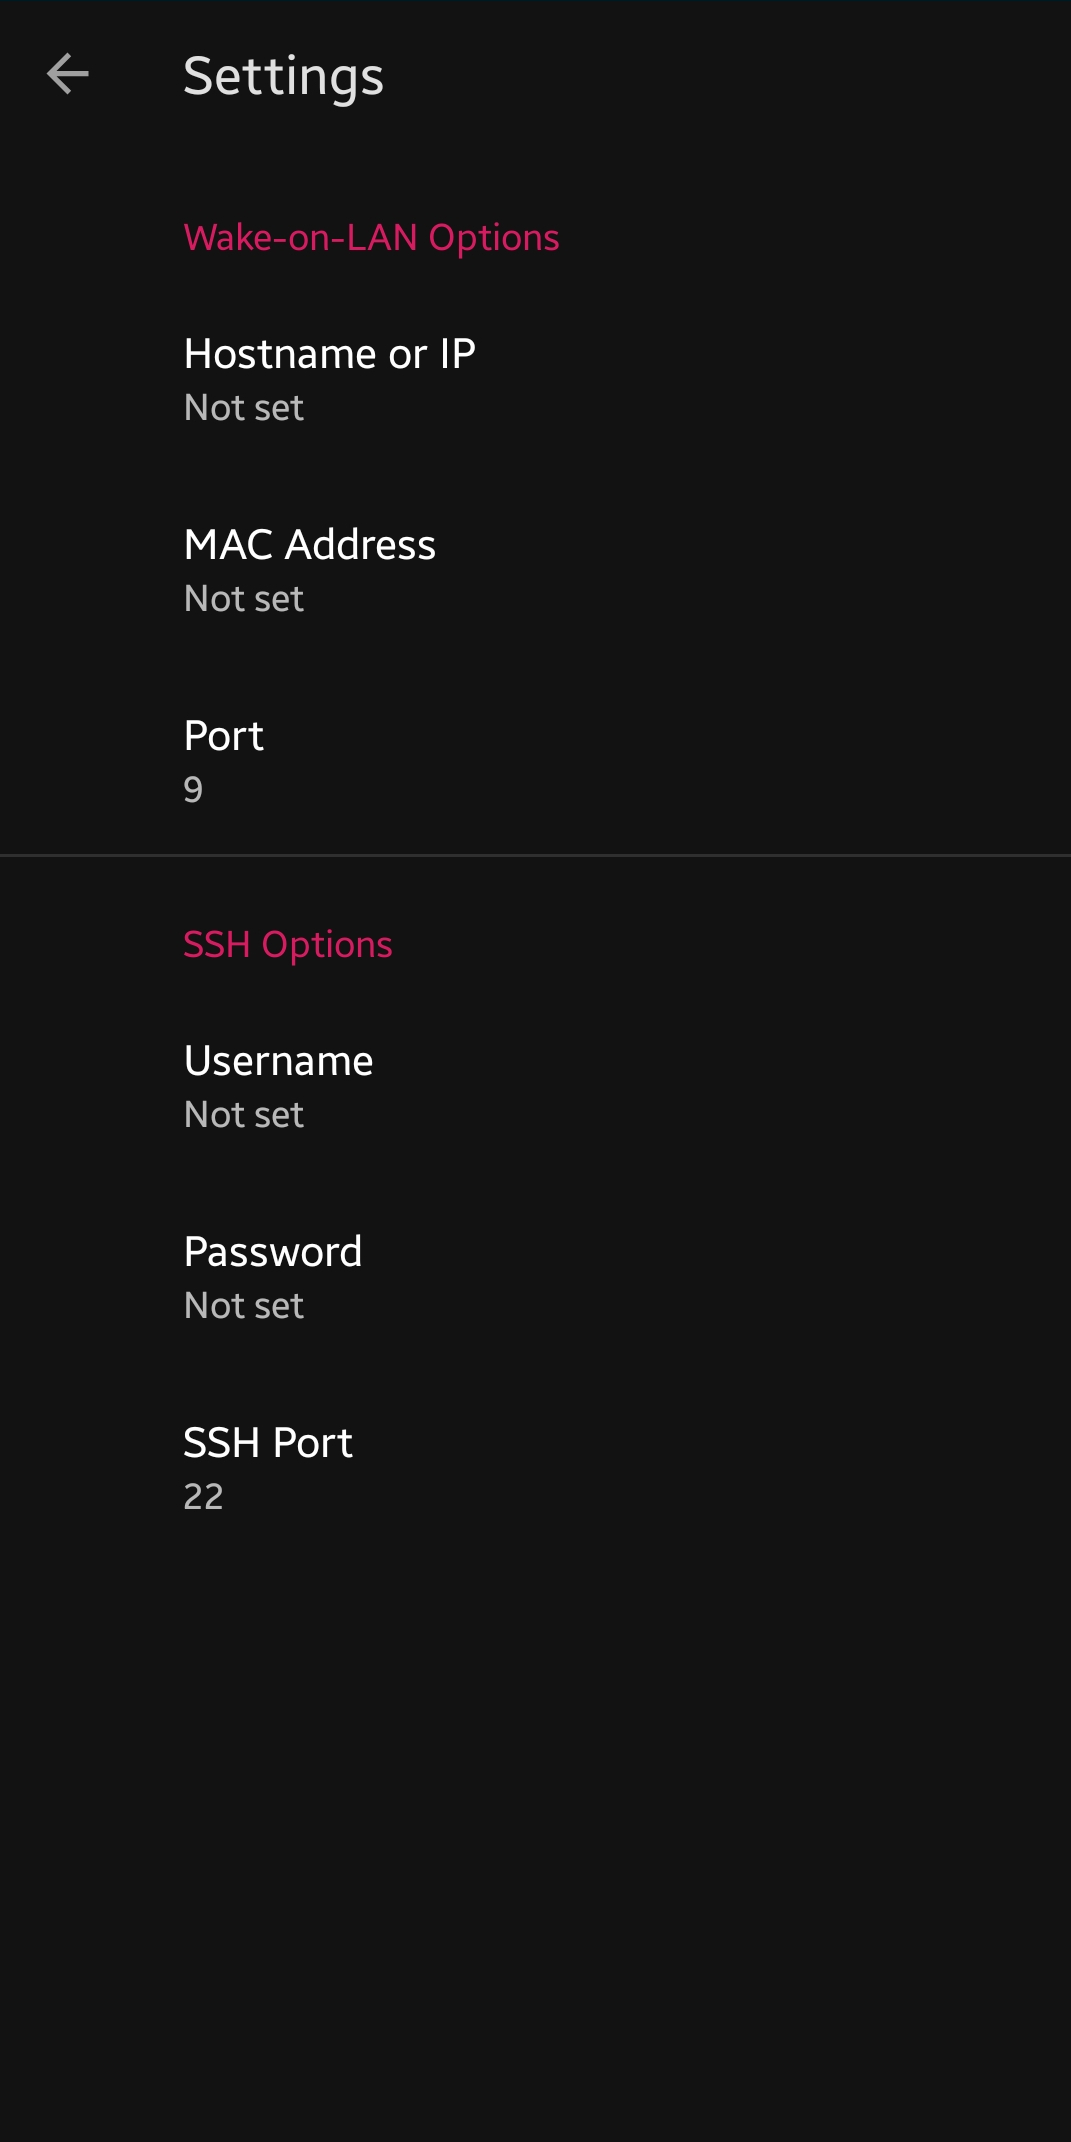 Settings
Wake-on-LAN Options
Hostname or IP
Not set
MAC Address
Not set
Port
9
SSH Options
Username
Not set
Password
Not set
SSH Port
22